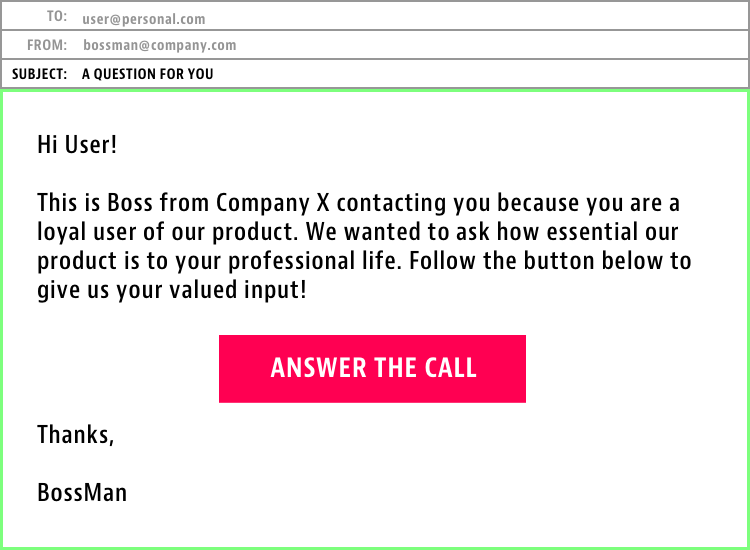 TO: user@personal.com
FROM: bossman@company.com
SUBJECT: A QUESTION FOR YOU
Hi User!
This is Boss from Company X contacting you because you are a
loyal user of our product. We wanted to ask how essential our
product is to your professional life. Follow the button below to
give us your valued input!
ANSWER THE CALL
Thanks,
BossMan